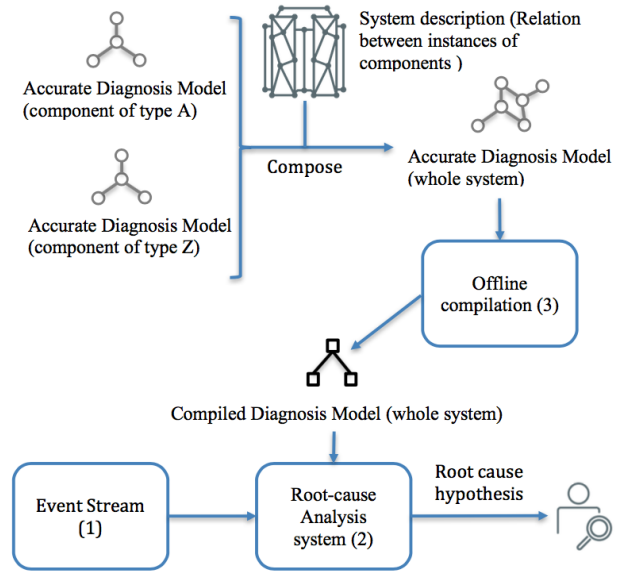 System description (Relation
between instances of
components )
Accurate Diagnosis Model
(component of type A)
Compose
Accurate Diagnosis Model
(whole system)
Accurate Diagnosis Model
(component of type Z)
Offline
compilation (3)
Compiled Diagnosis Model (whole system)
Event Stream
(1)
Root-cause
Analysis
system (2)
Root cause
hypothesis